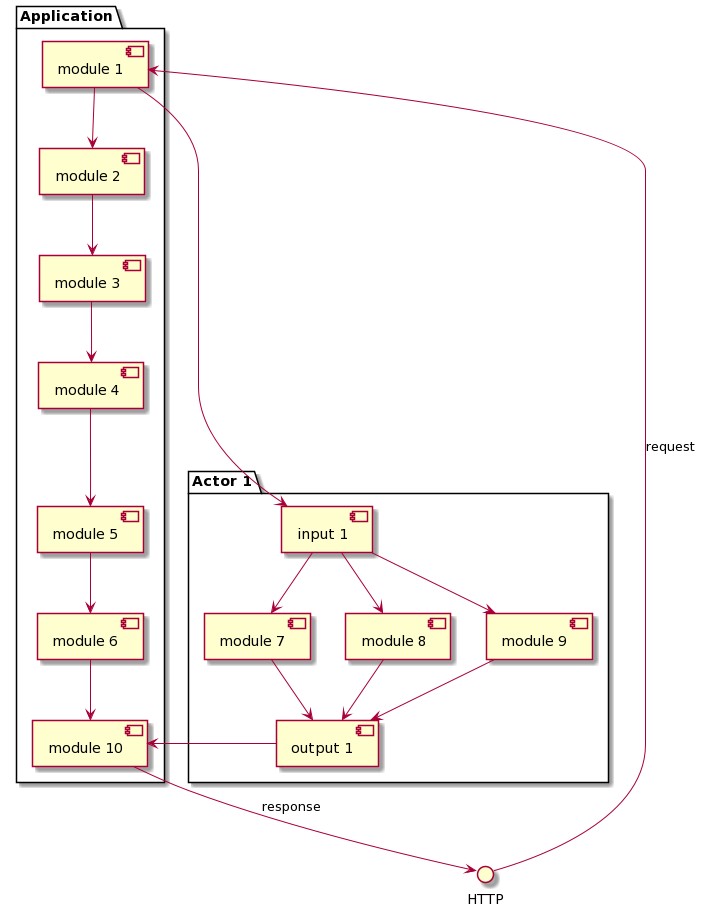 Application
module 1
module 2
module 3
module 4
request
Actor 1
module 5
input 1
module 6
module 7
module 8
module 9
module 10
output 1
response
HTTP